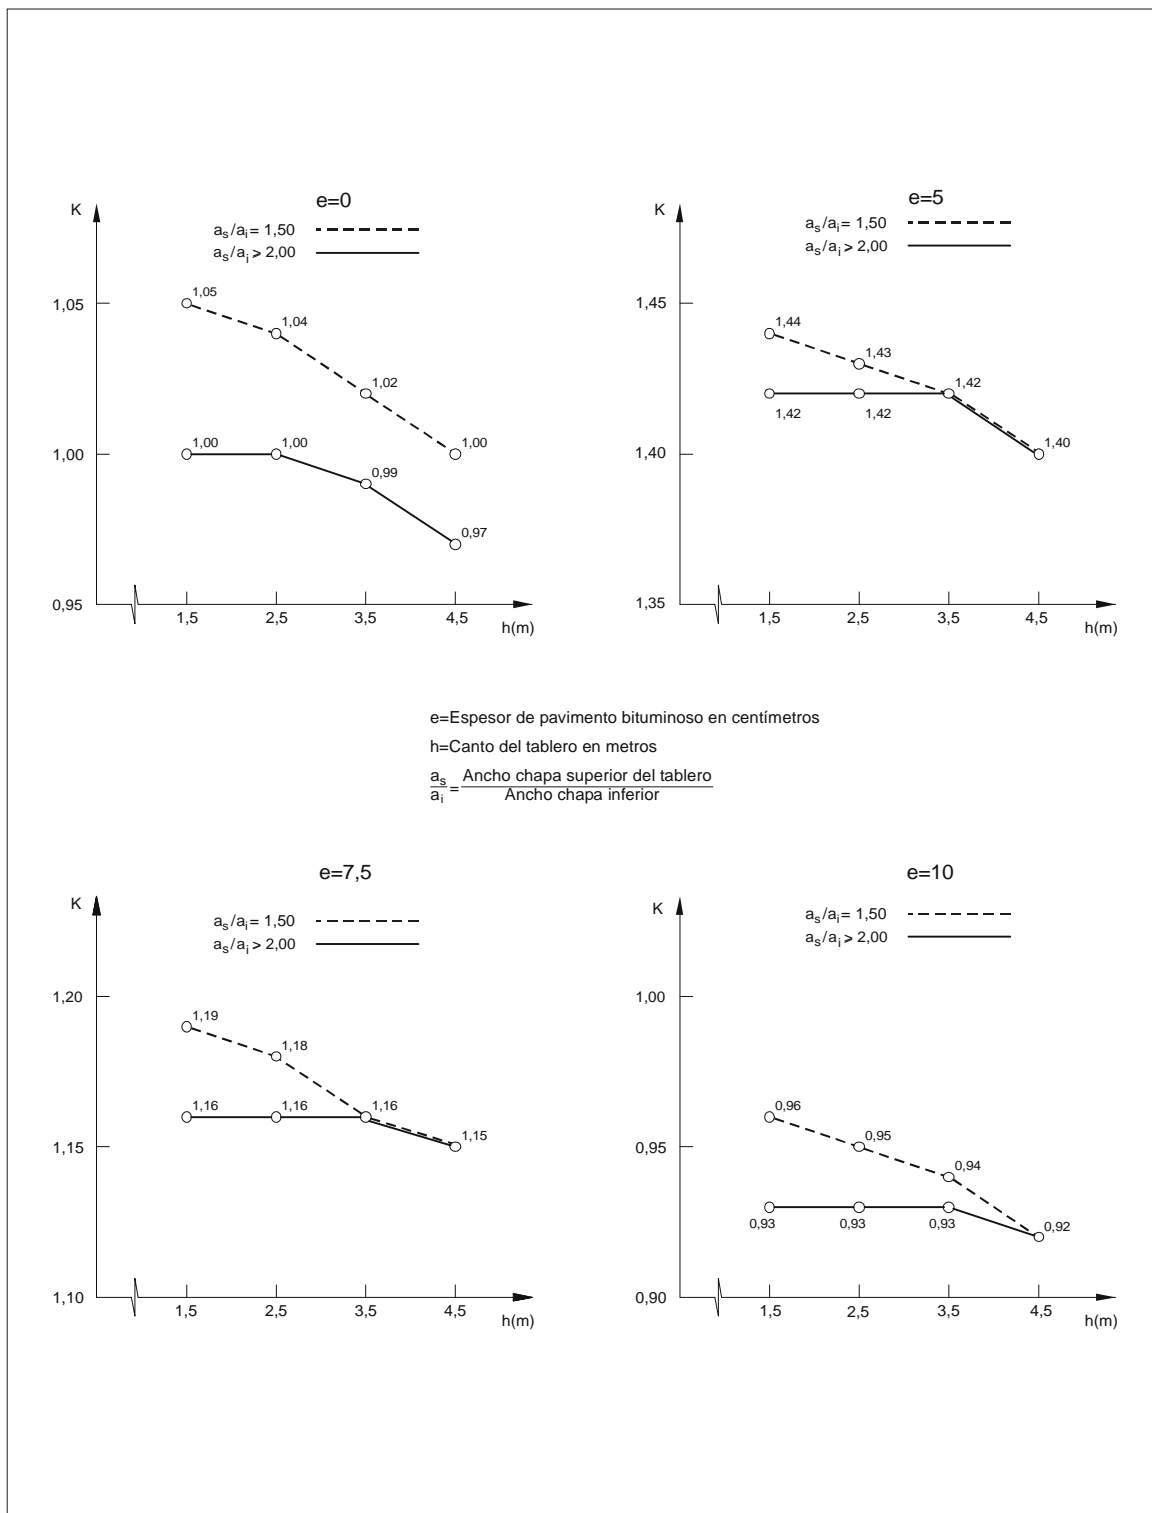 e=0
K
a_s/a_i = 1,50
a_s/a_i ⩾ 2,00
1,05
1,00
0,95
1,05
1,04
1,02
1,00
1,00
1,00
0,99
0,97
1,5 2,5 3,5 4,5
h(m)
e=5
K
a_s/a_i = 1,50
a_s/a_i ⩾ 2,00
1,45
1,40
1,35
1,44
1,43
1,42
1,40
1,42
1,42
1,5 2,5 3,5 4,5
h(m)
e=Espesor de pavimento bituminoso en centímetros
h=Canto del tablero en metros
a_s/a_i = Ancho chapa superior del tablero
Ancho chapa inferior
e=7,5
K
a_s/a_i = 1,50
a_s/a_i ⩾ 2,00
1,20
1,15
1,10
1,19
1,18
1,16
1,15
1,16
1,16
1,5 2,5 3,5 4,5
h(m)
e=10
K
a_s/a_i = 1,50
a_s/a_i ⩾ 2,00
1,00
0,95
0,90
0,96
0,95
0,94
0,92
0,93
0,93
0,93
1,5 2,5 3,5 4,5
h(m)